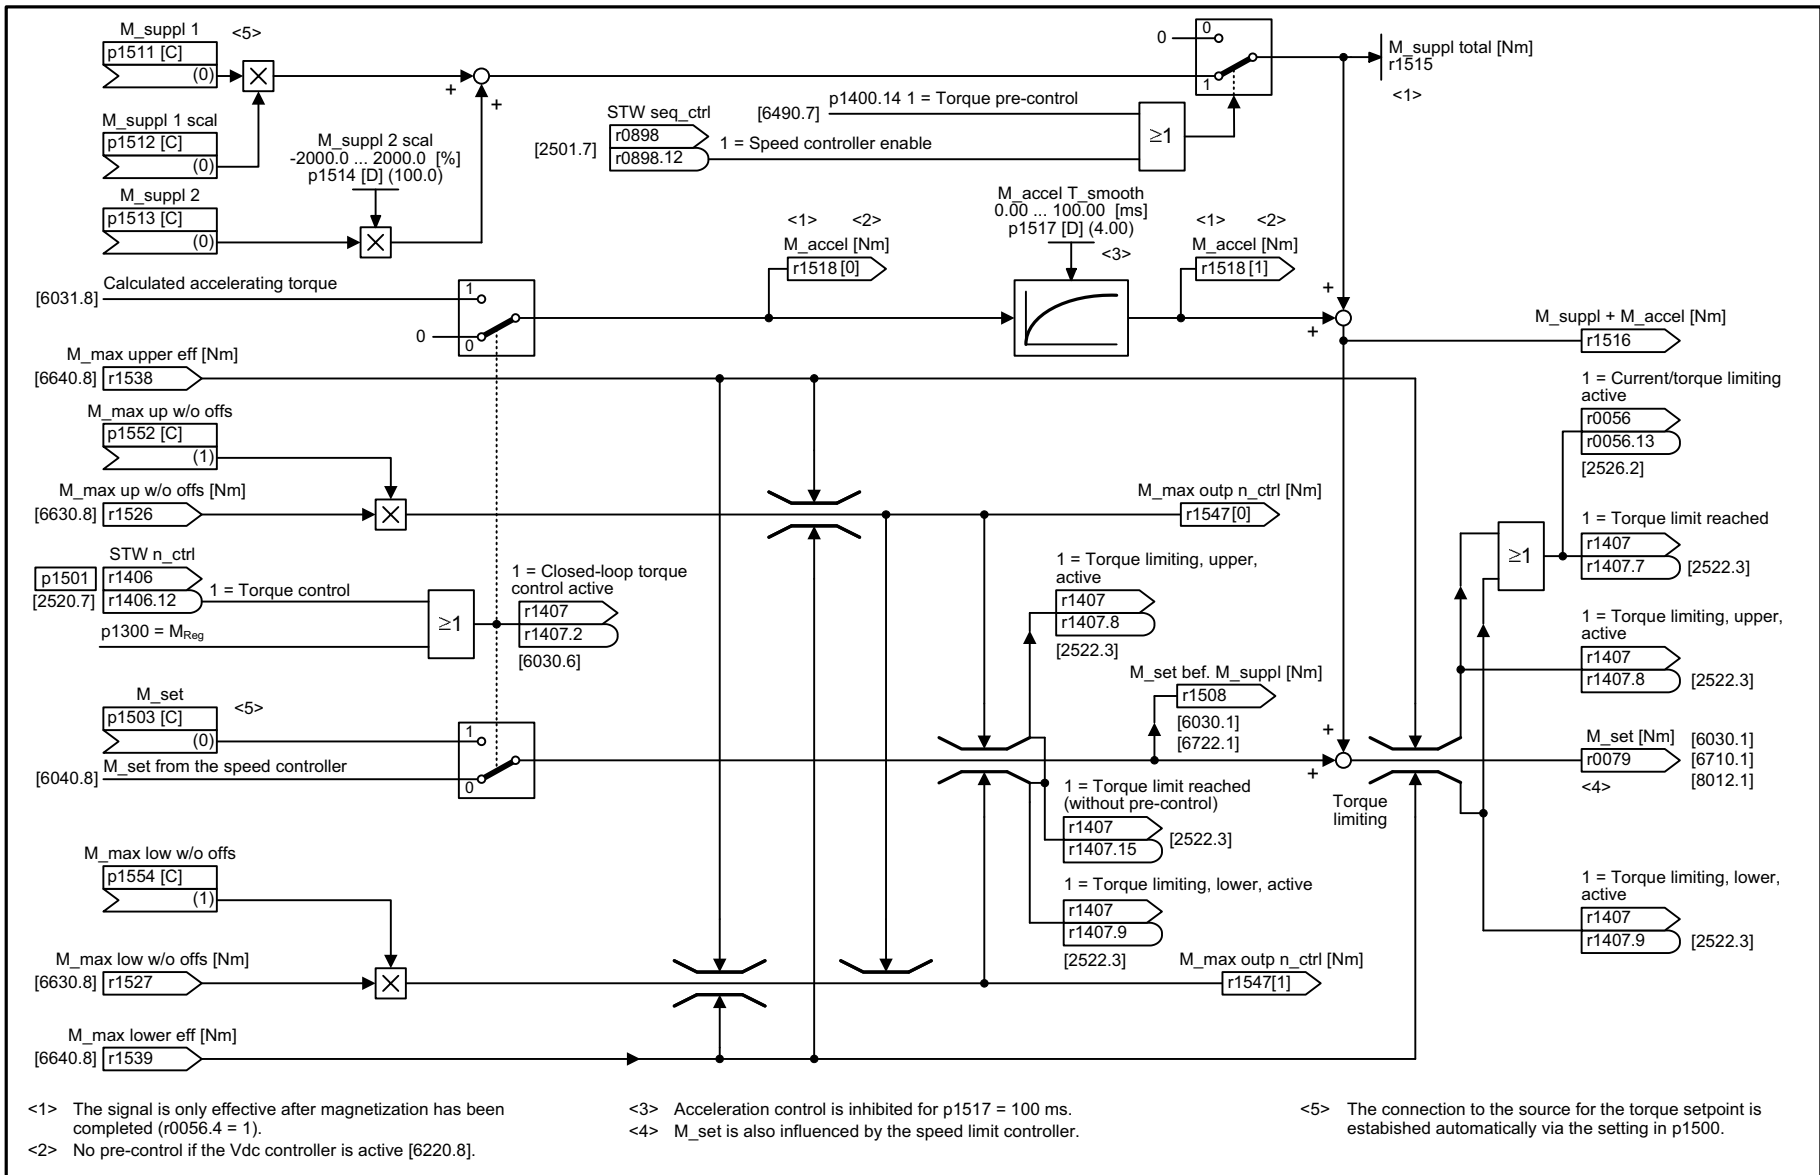 M_suppl 1
<5>
p1511 [C]
(0)
M_suppl 1 scal
p1512 [C]
(0)
M_suppl 2 scal
-2000.0 ... 2000.0 [%]
p1514 [D] (100.0)
M_suppl 2
p1513 [C]
(0)
+
+
0
0
1
M_suppl total [Nm]
r1515
<1>
[6490.7]
p1400.14 1 = Torque pre-control
STW seq_ctrl
r0898
[2501.7]
r0898.12
1 = Speed controller enable
≥1
<1> <2>
M_accel [Nm]
r1518 [0]
M_accel T_smooth
0.00 ... 100.00 [ms]
p1517 [D] (4.00)
<3>
<1> <2>
M_accel [Nm]
r1518 [1]
[6031.8]
Calculated accelerating torque
1
0
0
+
+
M_suppl + M_accel [Nm]
r1516
M_max upper eff [Nm]
[6640.8]
r1538
M_max up w/o offs
p1552 [C]
(1)
M_max up w/o offs [Nm]
[6630.8]
r1526
M_max outp n_ctrl [Nm]
r1547[0]
1 = Current/torque limiting
active
r0056
r0056.13
[2526.2]
≥1
1 = Torque limit reached
r1407
r1407.7
[2522.3]
STW n_ctrl
p1501
r1406
[2520.7]
r1406.12
1 = Torque control
p1300 = MReg
≥1
1 = Closed-loop torque
control active
r1407
r1407.2
[6030.6]
1 = Torque limiting, upper,
active
r1407
r1407.8
[2522.3]
1 = Torque limiting, upper,
active
r1407
r1407.8
[2522.3]
M_set bef. M_suppl [Nm]
r1508
[6030.1]
[6722.1]
M_set
<5>
p1503 [C]
(0)
[6040.8]
M_set from the speed controller
1
0
+
+
Torque
limiting
M_set [Nm]
r0079
<4>
[6030.1]
[6710.1]
[8012.1]
1 = Torque limit reached
(without pre-control)
r1407
r1407.15
[2522.3]
1 = Torque limiting, lower, active
r1407
r1407.9
[2522.3]
1 = Torque limiting, lower,
active
r1407
r1407.9
[2522.3]
M_max low w/o offs
p1554 [C]
(1)
M_max low w/o offs [Nm]
[6630.8]
r1527
M_max outp n_ctrl [Nm]
r1547[1]
M_max lower eff [Nm]
[6640.8]
r1539
<1> The signal is only effective after magnetization has been
completed (r0056.4 = 1).
<2> No pre-control if the Vdc controller is active [6220.8].
<3> Acceleration control is inhibited for p1517 = 100 ms.
<4> M_set is also influenced by the speed limit controller.
<5> The connection to the source for the torque setpoint is
estabished automatically via the setting in p1500.